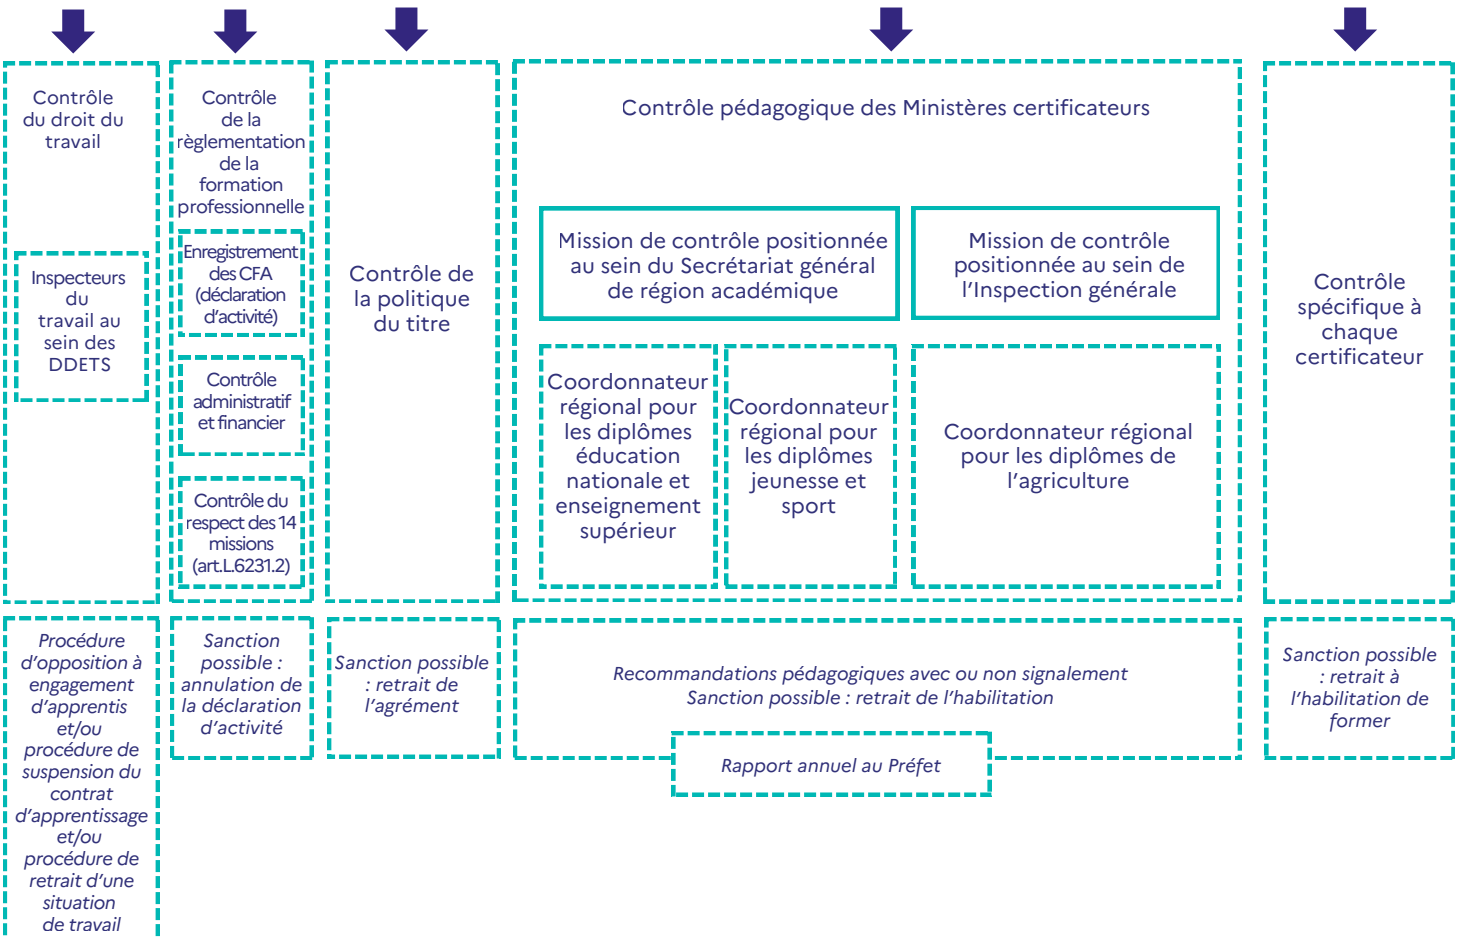 Contrôle
du droit du
travail
Inspecteurs
du
travail au
sein des
DDETS
Contrôle
de la
règlementation
de la
formation
professionnelle
Enregistrement
des CFA
(déclaration
d'activité)
Contrôle
administratif
et financier
Contrôle du
respect des 14
missions
(art.L.6231.2)
Contrôle de
la politique
du titre
Contrôle pédagogique des Ministères certificateurs
Mission de contrôle positionnée
au sein du Secrétariat général
de région académique
Mission de contrôle
positionnée au sein de
l'Inspection générale
Coordonnateur
régional pour
les diplômes
éducation
nationale et
enseignement
supérieur
Coordonnateur
régional pour
les diplômes
jeunesse et
sport
Coordonnateur régional
pour les diplômes de
l'agriculture
Contrôle
spécifique à
chaque
certificateur
Procédure
d'opposition à
engagement
d'apprentis
et/ou
procédure de
suspension du
contrat
d'apprentissage
et/ou
procédure de
retrait d'une
situation
de travail
Sanction
possible :
annulation de
la déclaration
d'activité
Sanction possible
: retrait de
l'agrément
Recommandations pédagogiques avec ou non signalement
Sanction possible : retrait de l'habilitation
Rapport annuel au Préfet
Sanction possible
: retrait à
l'habilitation de
former